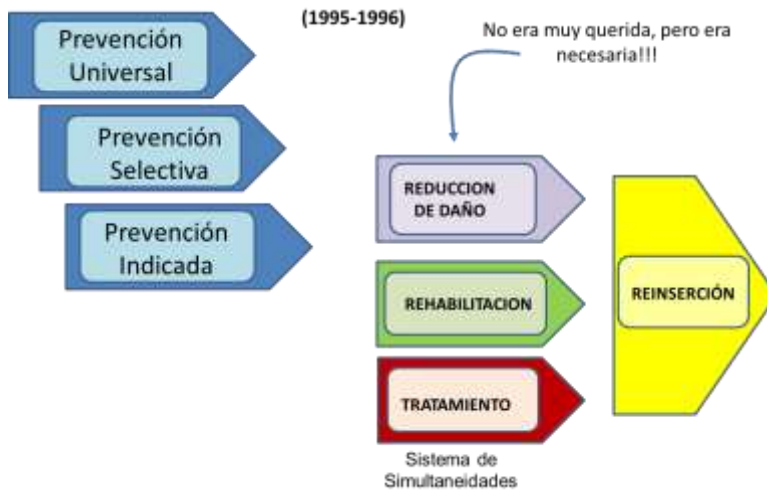 (1995-1996)
No era muy querida, pero era
necesaria!!!
Prevención
Universal
Prevención
Selectiva
Prevención
Indicada
REDUCCION
DE DAÑO
REHABILITACION
TRATAMIENTO
REINSERCIÓN
Sistema de
Simultaneidades